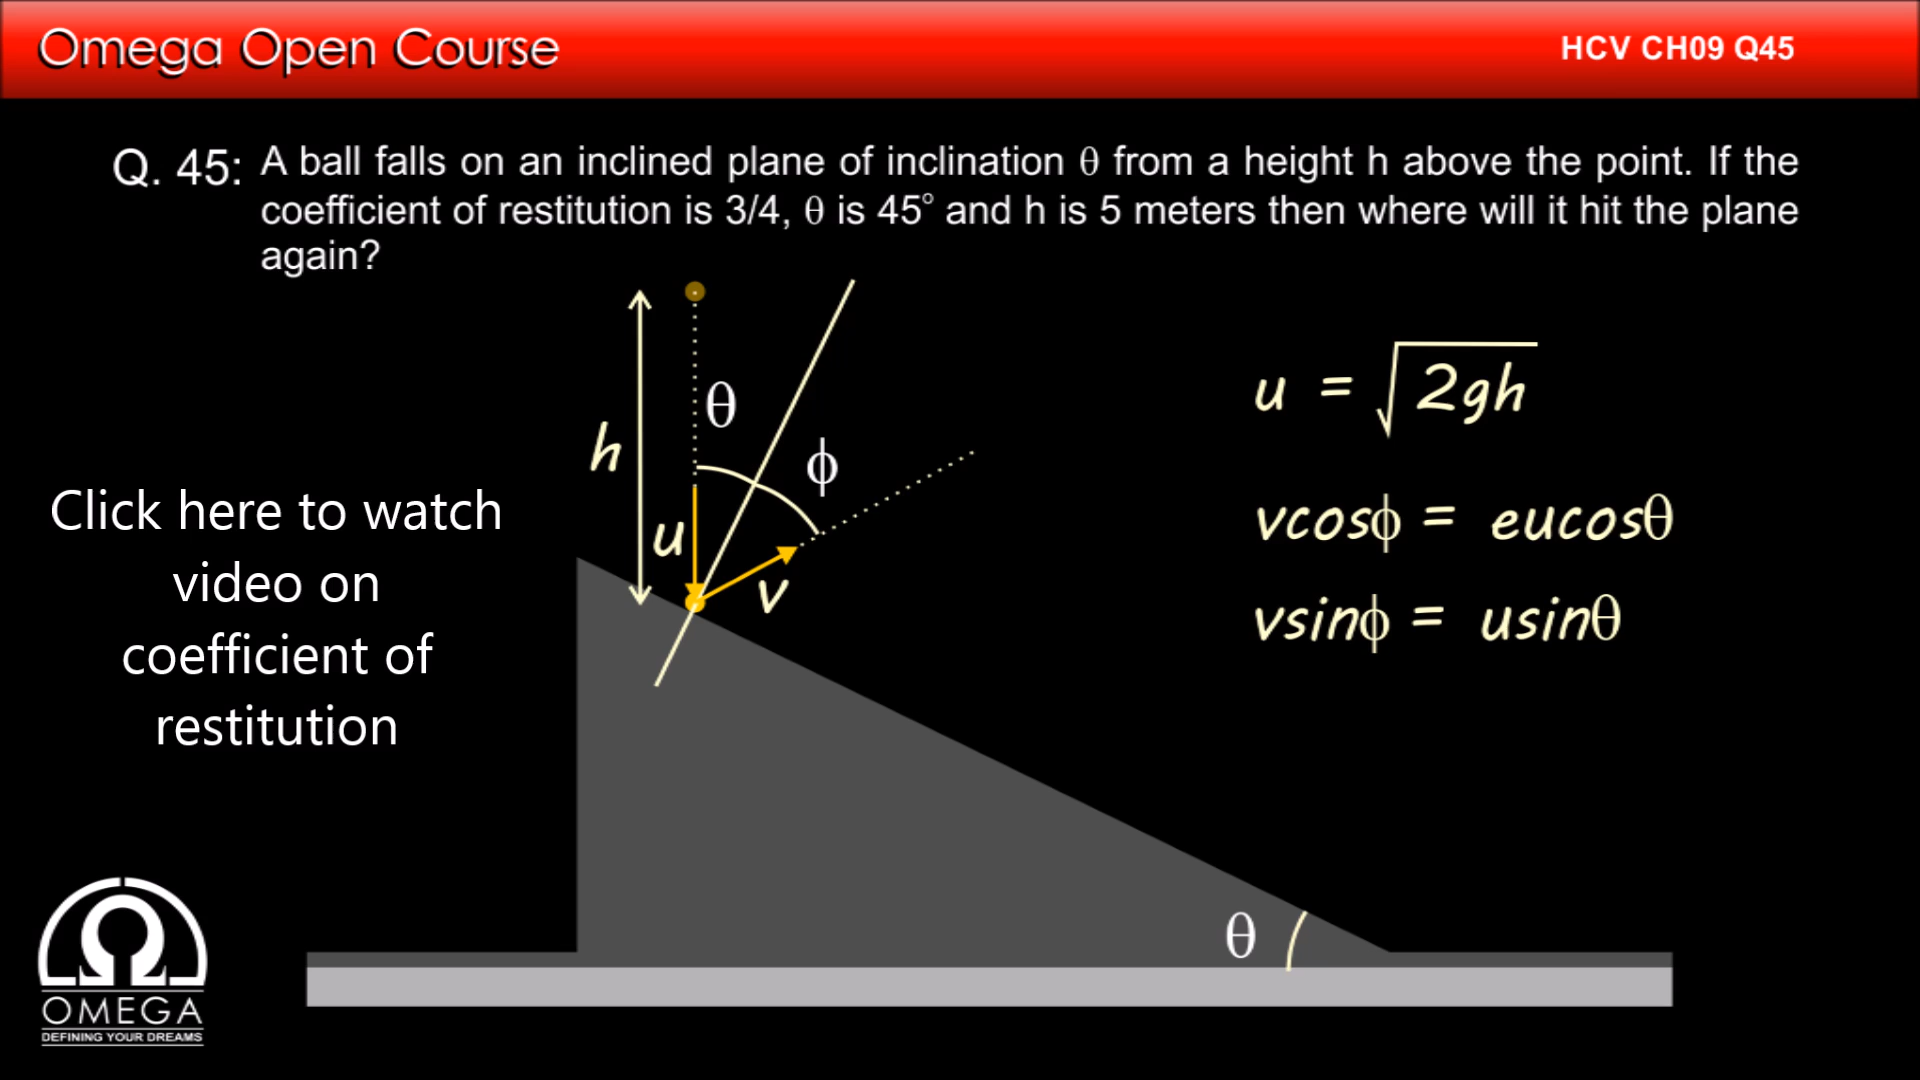 Omega Open Course
HCV CH09 Q45
Q. 45: A ball falls on an inclined plane of inclination θ from a height h above the point. If the
coefficient of restitution is 3/4, θ is 45° and h is 5 meters then where will it hit the plane
again?
θ
ϕ
h
u
v
u = √2gh
vcosϕ = eucosθ
vsinϕ = usinθ
Click here to watch
video on
coefficient of
restitution
θ
Ω
OMEGA
DEFINING YOUR DREAMS